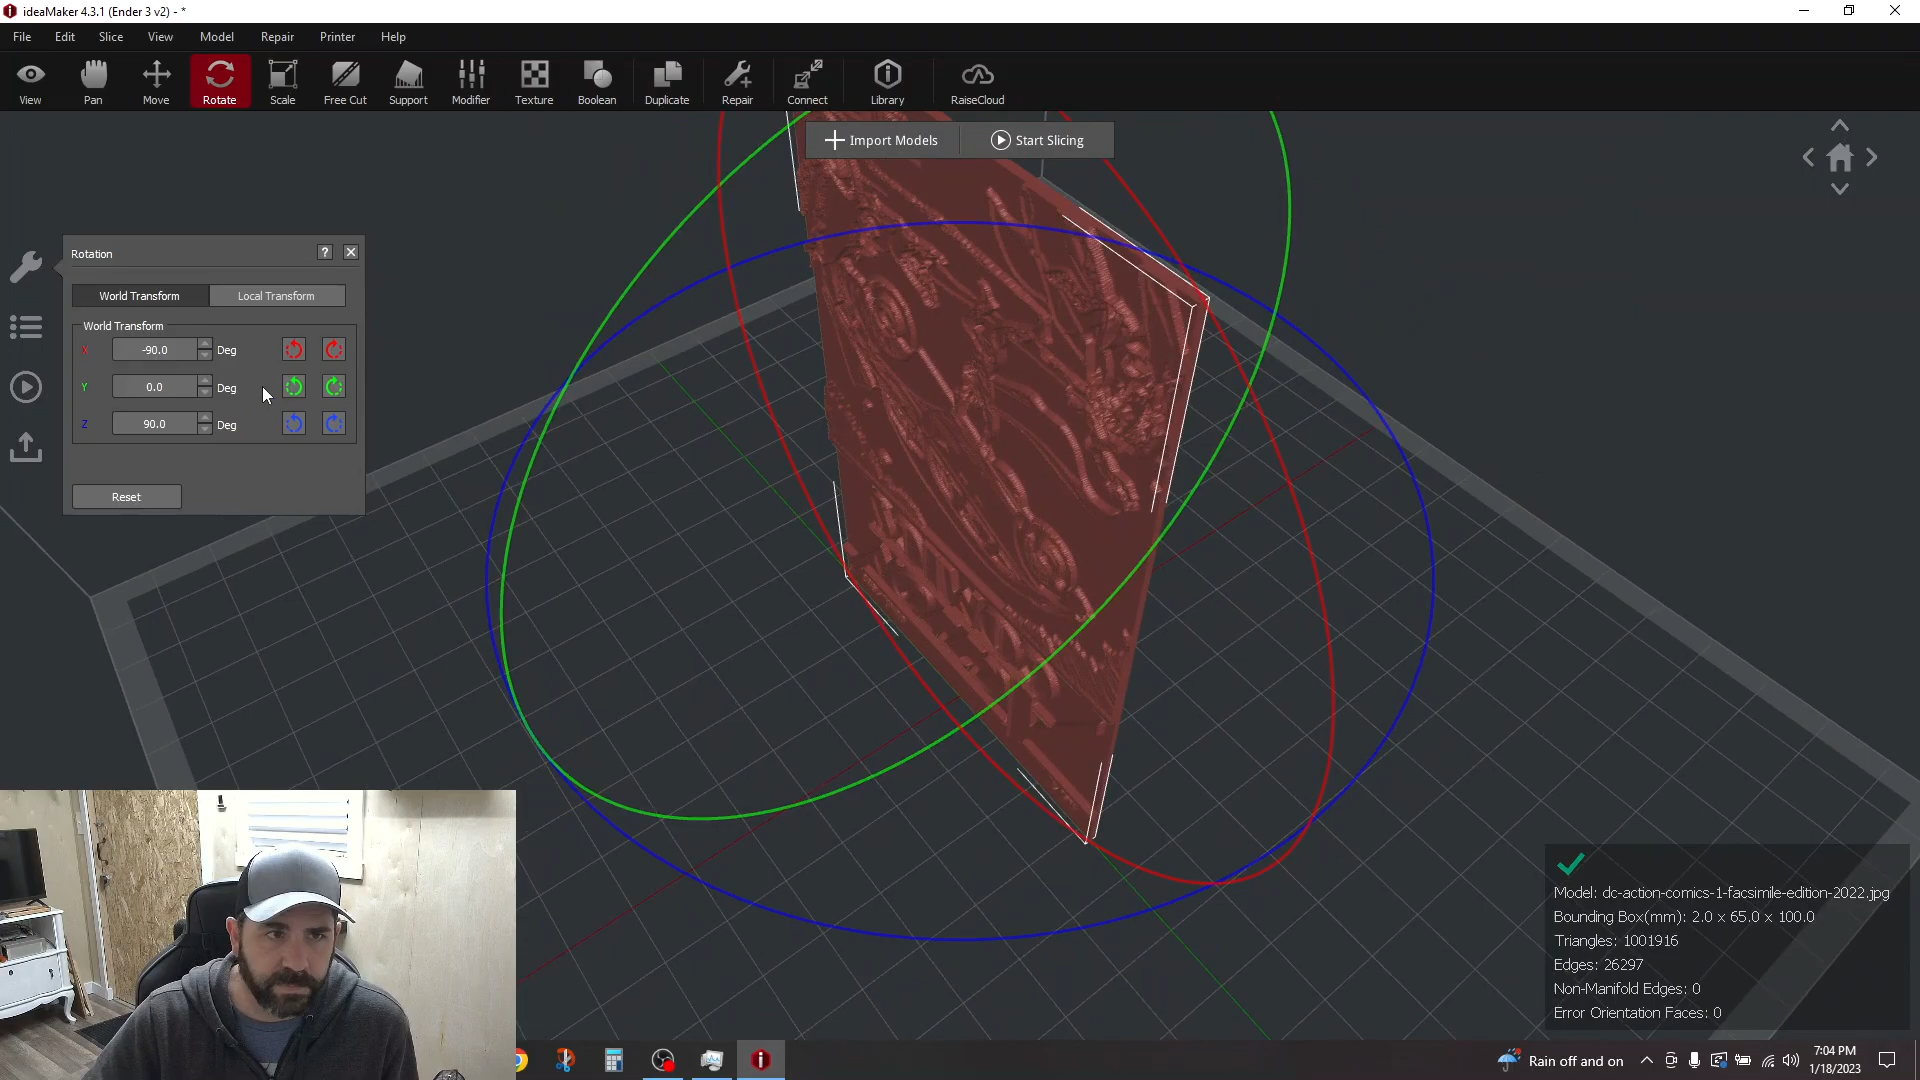 ideaMaker 4.3.1 (Ender 3 v2) - *
File Edit Slice View Model Repair Printer Help
View Pan Move Rotate Scale Free Cut Support Modifier Texture Boolean Duplicate Repair Connect Library RaiseCloud
Import Models Start Slicing
Rotation ?
World Transform Local Transform
World Transform
X -90.0 Deg
Y 0.0 Deg
Z 90.0 Deg
Reset
Model: dc-action-comics-1-facsimile-edition-2022.jpg
Bounding Box(mm): 2.0 x 65.0 x 100.0
Triangles: 1001916
Edges: 26297
Non-Manifold Edges: 0
Error Orientation Faces: 0
Rain off and on
7:04 PM
1/18/2023